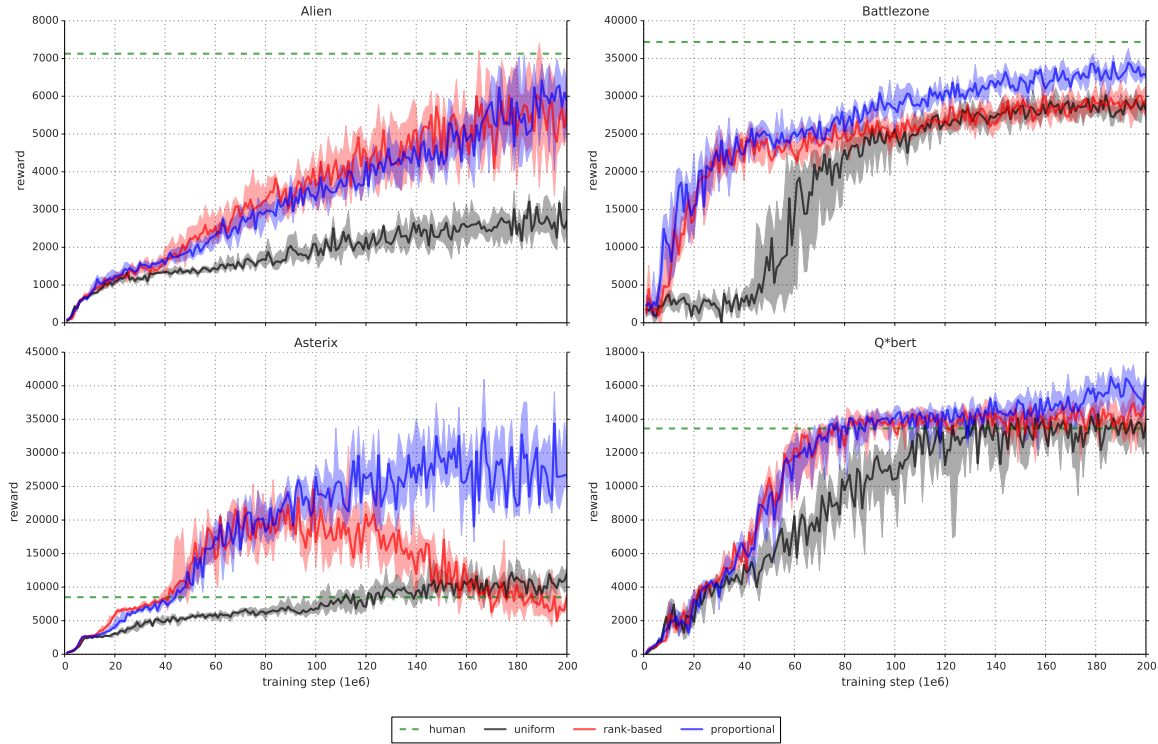 Alien
8000
7000
6000
5000
4000
3000
2000
1000
0
reward
Battlezone
40000
35000
30000
25000
20000
15000
10000
5000
0
reward
Asterix
45000
40000
35000
30000
25000
20000
15000
10000
5000
0
reward
0 20 40 60 80 100 120 140 160 180 200
training step (1e6)
Q*bert
18000
16000
14000
12000
10000
8000
6000
4000
2000
0
reward
0 20 40 60 80 100 120 140 160 180 200
training step (1e6)
human uniform rank-based proportional